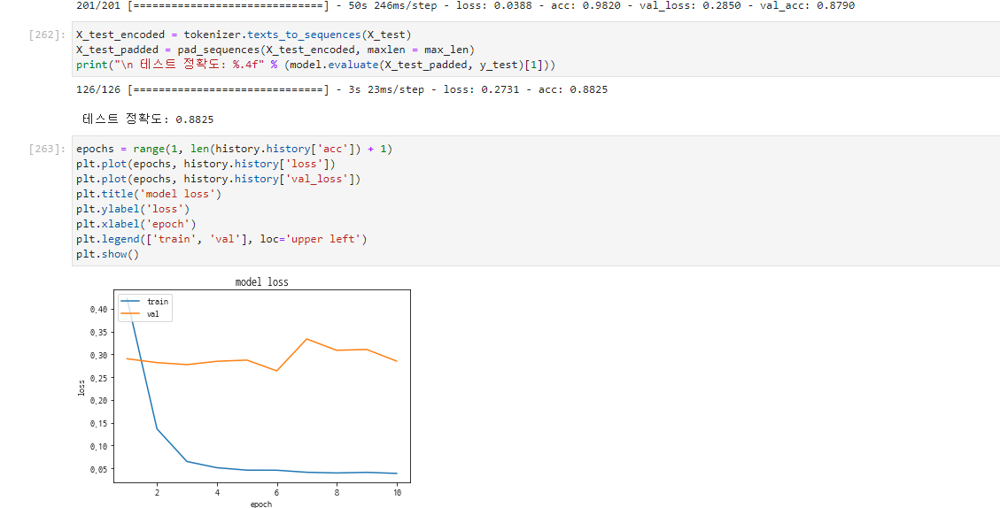 201/201 [==============================] - 50s 246ms/step - loss: 0.0388 - acc: 0.9820 - val_loss: 0.2850 - val_acc: 0.8790
[262]:
X_test_encoded = tokenizer.texts_to_sequences(X_test)
X_test_padded = pad_sequences(X_test_encoded, maxlen = max_len)
print("\n 테스트 정확도: %.4f" % (model.evaluate(X_test_padded, y_test)[1]))
126/126 [==============================] - 3s 23ms/step - loss: 0.2731 - acc: 0.8825
테스트 정확도: 0.8825
[263]:
epochs = range(1, len(history.history['acc']) + 1)
plt.plot(epochs, history.history['loss'])
plt.plot(epochs, history.history['val_loss'])
plt.title('model loss')
plt.ylabel('loss')
plt.xlabel('epoch')
plt.legend(['train', 'val'], loc='upper left')
plt.show()
model loss
train
val
0.40
0.35
0.30
0.25
0.20
0.15
0.10
0.05
loss
2 4 6 8 10
epoch